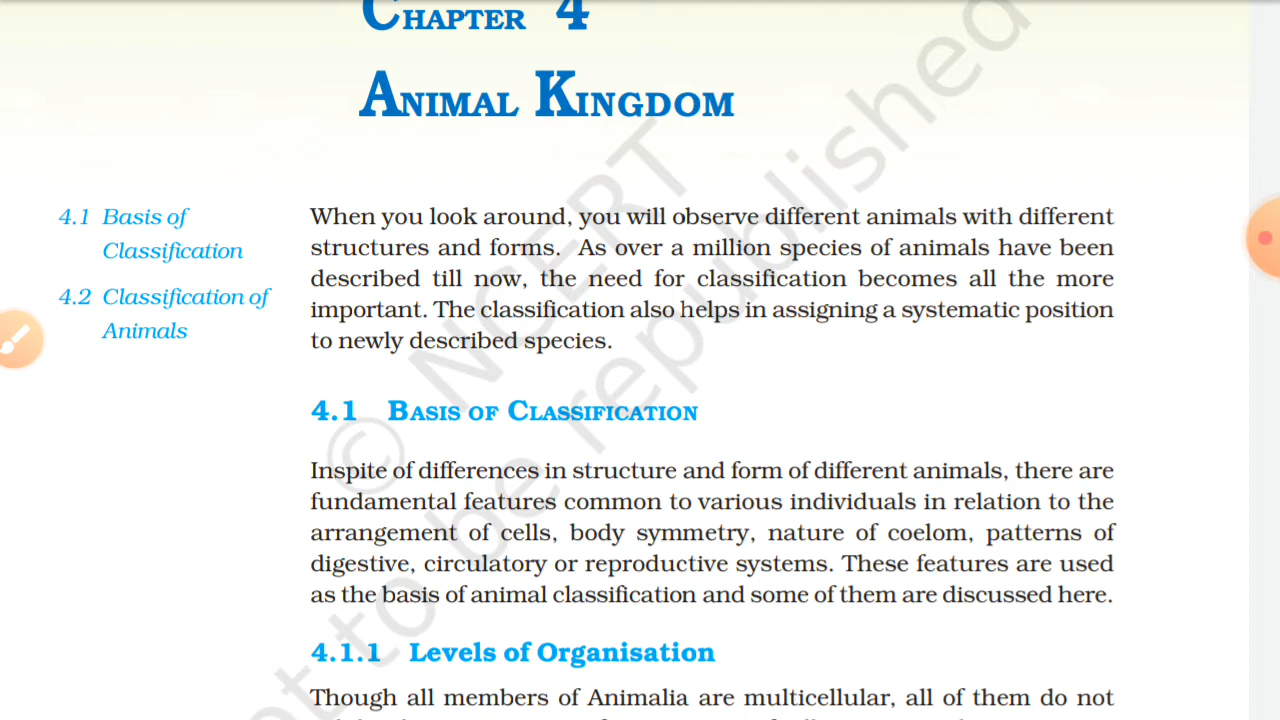 CHAPTER 4
ANIMAL KINGDOM
4.1 Basis of
Classification
4.2 Classification of
Animals
When you look around, you will observe different animals with different
structures and forms. As over a million species of animals have been
described till now, the need for classification becomes all the more
important. The classification also helps in assigning a systematic position
to newly described species.
4.1 BASIS OF CLASSIFICATION
Inspite of differences in structure and form of different animals, there are
fundamental features common to various individuals in relation to the
arrangement of cells, body symmetry, nature of coelom, patterns of
digestive, circulatory or reproductive systems. These features are used
as the basis of animal classification and some of them are discussed here.
4.1.1 Levels of Organisation
Though all members of Animalia are multicellular, all of them do not
© NCERT
to be republished